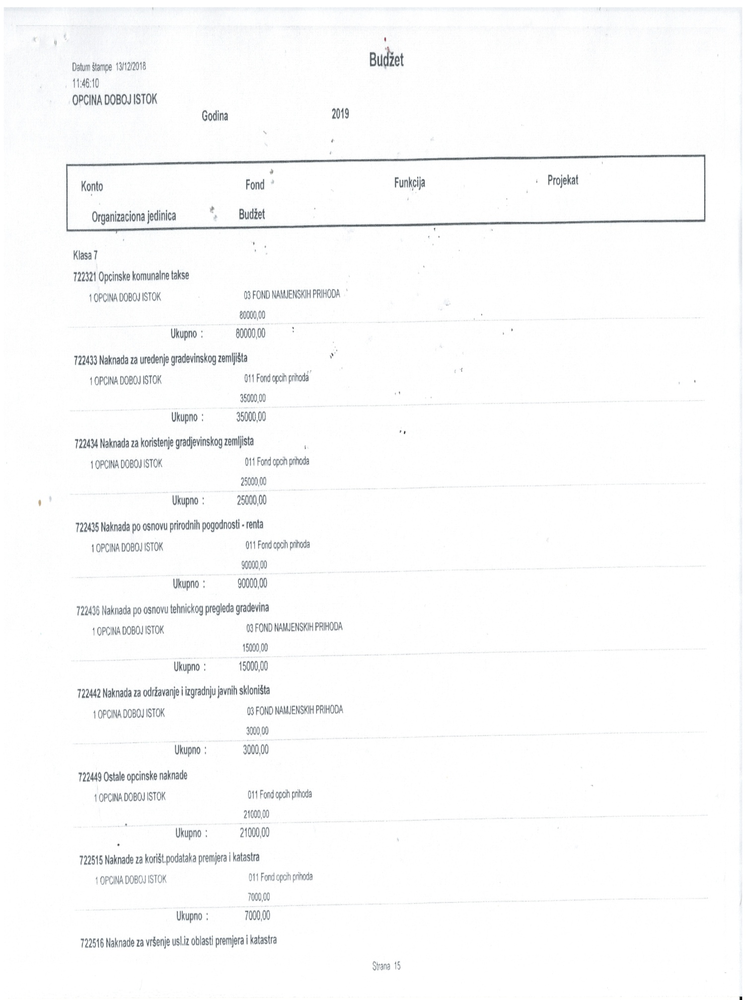 Budžet
Datum štampe 13/12/2018
11:46:10
OPCINA DOBOJ ISTOK
Godina 2019
Konto Fond Funkcija Projekat
Organizaciona jedinica Budžet
Klasa 7
722321 Opcinske komunalne takse
1 OPCINA DOBOJ ISTOK 03 FOND NAMJENSKIH PRIHODA
80000,00
Ukupno : 80000,00
722433 Naknada za uredenje gradevinskog zemljišta
1 OPCINA DOBOJ ISTOK 011 Fond opcih prihoda
35000,00
Ukupno : 35000,00
722434 Naknada za koristenje gradjevinskog zemljista
1 OPCINA DOBOJ ISTOK 011 Fond opcih prihoda
25000,00
Ukupno : 25000,00
722435 Naknada po osnovu prirodnih pogodnosti - renta
1 OPCINA DOBOJ ISTOK 011 Fond opcih prihoda
90000,00
Ukupno : 90000,00
722436 Naknada po osnovu tehnickog pregleda gradevina
1 OPCINA DOBOJ ISTOK 03 FOND NAMJENSKIH PRIHODA
15000,00
Ukupno : 15000,00
722442 Naknada za održavanje i izgradnju javnih skloništa
1 OPCINA DOBOJ ISTOK 03 FOND NAMJENSKIH PRIHODA
3000,00
Ukupno : 3000,00
722449 Ostale opcinske naknade
1 OPCINA DOBOJ ISTOK 011 Fond opcih prihoda
21000,00
Ukupno : 21000,00
722515 Naknade za korišt.podataka premjera i katastra
1 OPCINA DOBOJ ISTOK 011 Fond opcih prihoda
7000,00
Ukupno : 7000,00
722516 Naknade za vršenje usl.iz oblasti premjera i katastra
Strana 15